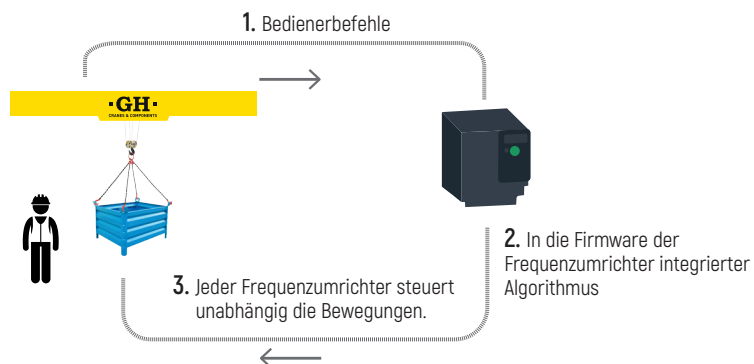 1. Bedienerbefehle
·GH·
CRANES & COMPONENTS
2. In die Firmware der
Frequenzumrichter integrierter
Algorithmus
3. Jeder Frequenzumrichter steuert
unabhängig die Bewegungen.